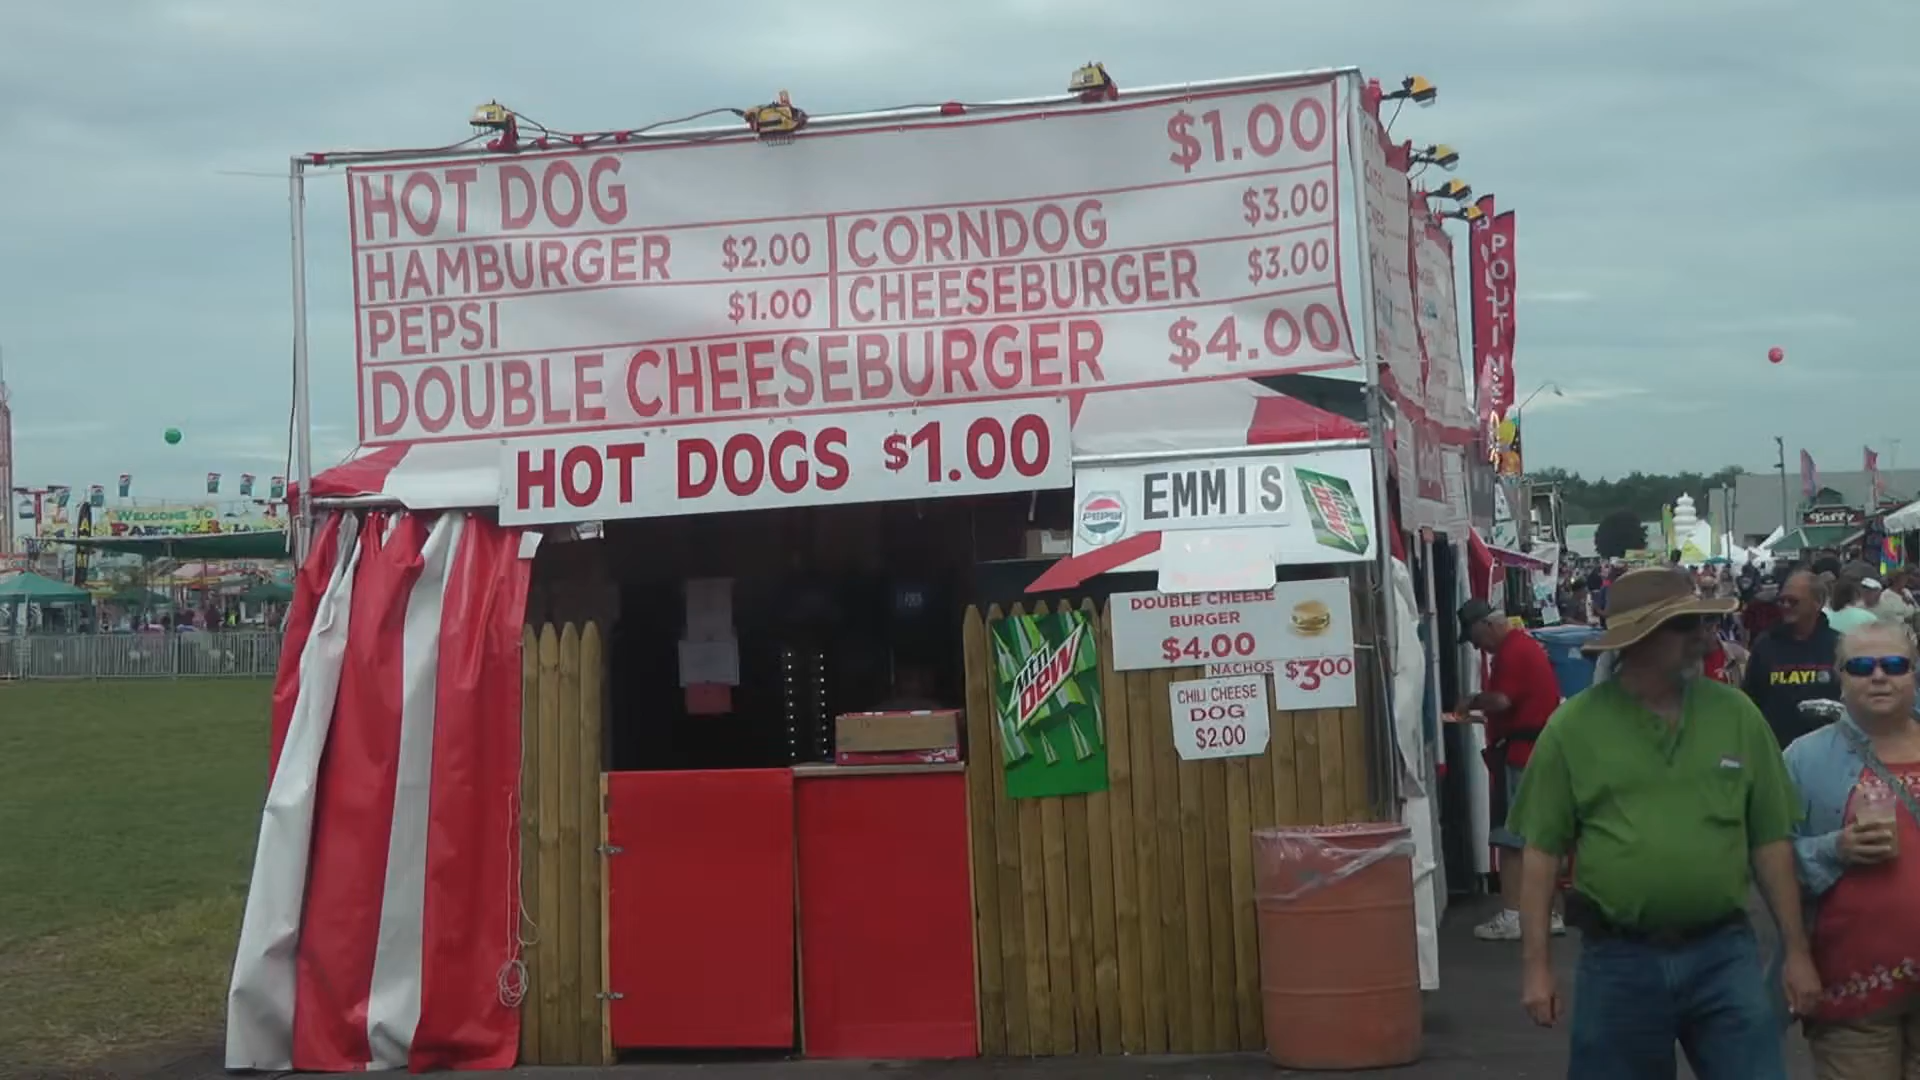 HOT DOG $1.00
HAMBURGER $2.00
CORNDOG $3.00
PEPSI $1.00
CHEESEBURGER $3.00
DOUBLE CHEESEBURGER $4.00
HOT DOGS $1.00
PEPSI
EMMIS
Mtn DEW
DOUBLE CHEESE
BURGER
$4.00
NACHOS $3.00
CHILI CHEESE
DOG
$2.00
Mtn DEW
POUTINE
WELCOME TO
PLAY!